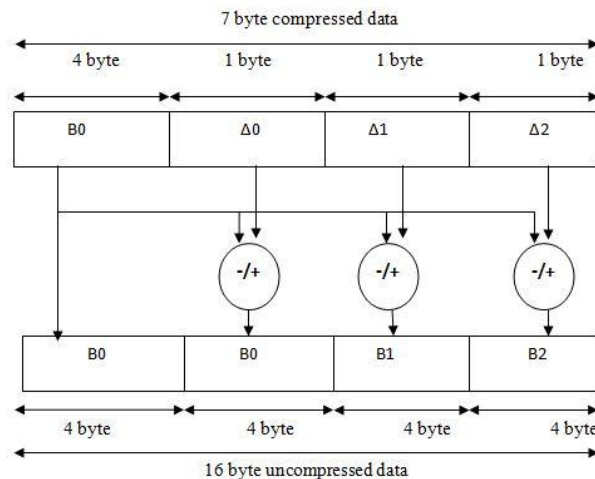 7 byte compressed data
4 byte 1 byte 1 byte 1 byte
B0 Δ0 Δ1 Δ2
-/+ -/+ -/+
B0 B0 B1 B2
4 byte 4 byte 4 byte 4 byte
16 byte uncompressed data